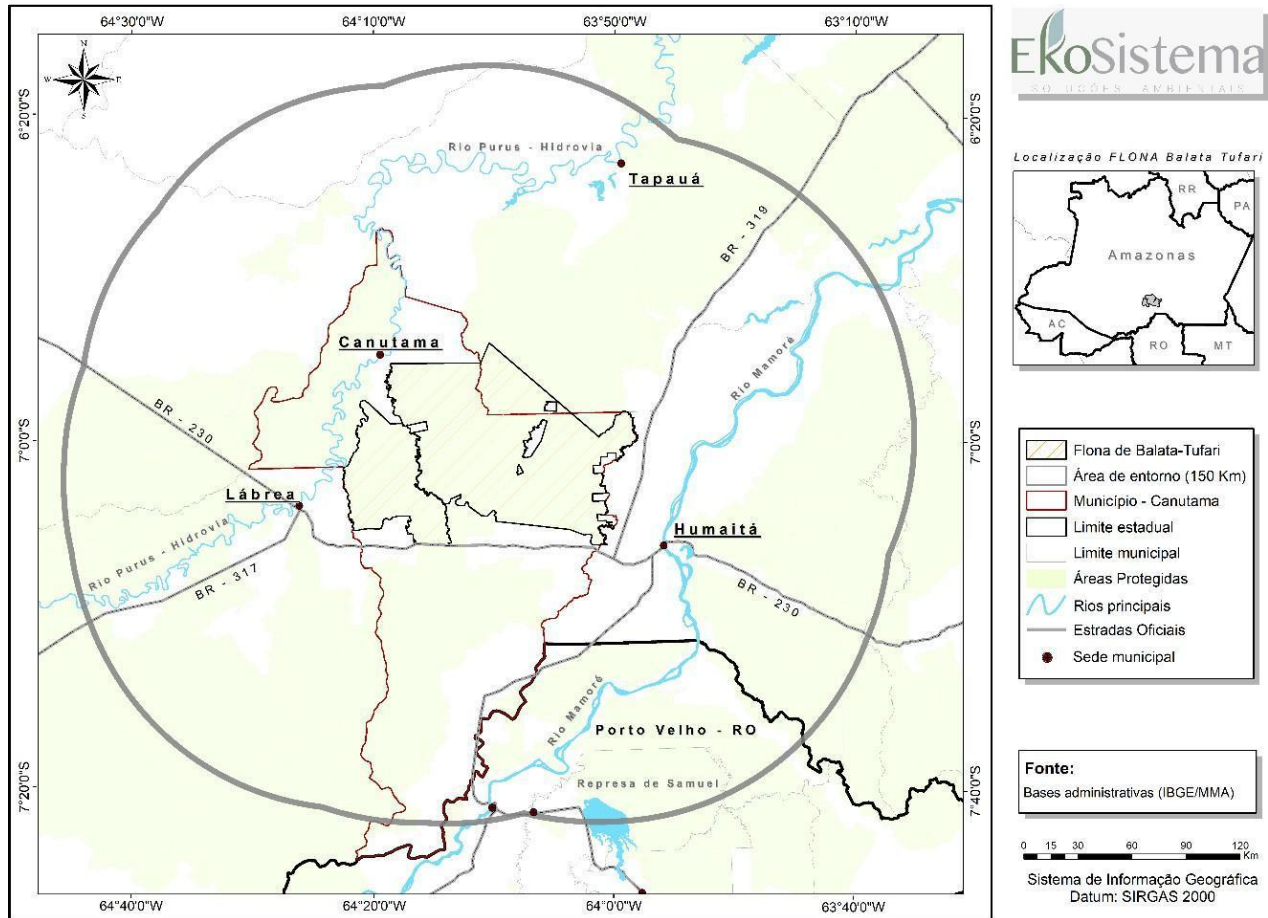 64°30'0"W 64°10'0"W 63°50'0"W 63°10'0"W
N
W E
S
6°20'0"S
6°20'0"S
Rio Purus - Hidrovia
Tapauá
BR - 319
Canutama
Rio Mamoré
BR - 230
7°0'0"S
7°0'0"S
Lábrea
Humaitá
Rio Purus - Hidrovia
BR - 317
BR - 230
Rio Mamoré
Porto Velho - RO
Represa de Samuel
7°20'0"S
7°40'0"S
64°40'0"W 64°20'0"W 64°0'0"W 63°40'0"W
EkoSistema
SOLUÇÕES AMBIENTAIS
Localização FLONA Balata Tufari
RR
PA
Amazonas
AC
RO
MT
Flona de Balata-Tufari
Área de entorno (150 Km)
Município - Canutama
Limite estadual
Limite municipal
Áreas Protegidas
Rios principais
Estradas Oficiais
Sede municipal
Fonte:
Bases administrativas (IBGE/MMA)
0 15 30 60 90 120
Km
Sistema de Informação Geográfica
Datum: SIRGAS 2000